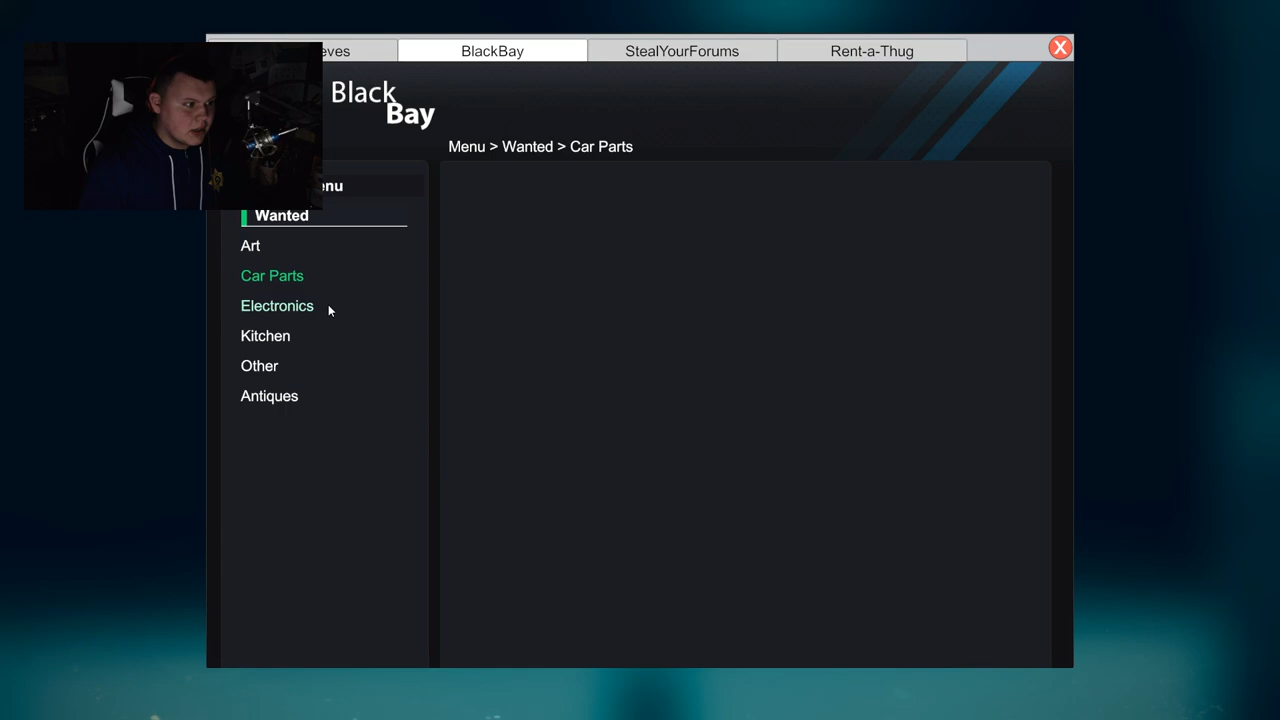 eves
BlackBay
StealYourForums
Rent-a-Thug
X
Black
Bay
Menu > Wanted > Car Parts
enu
Wanted
Art
Car Parts
Electronics
Kitchen
Other
Antiques